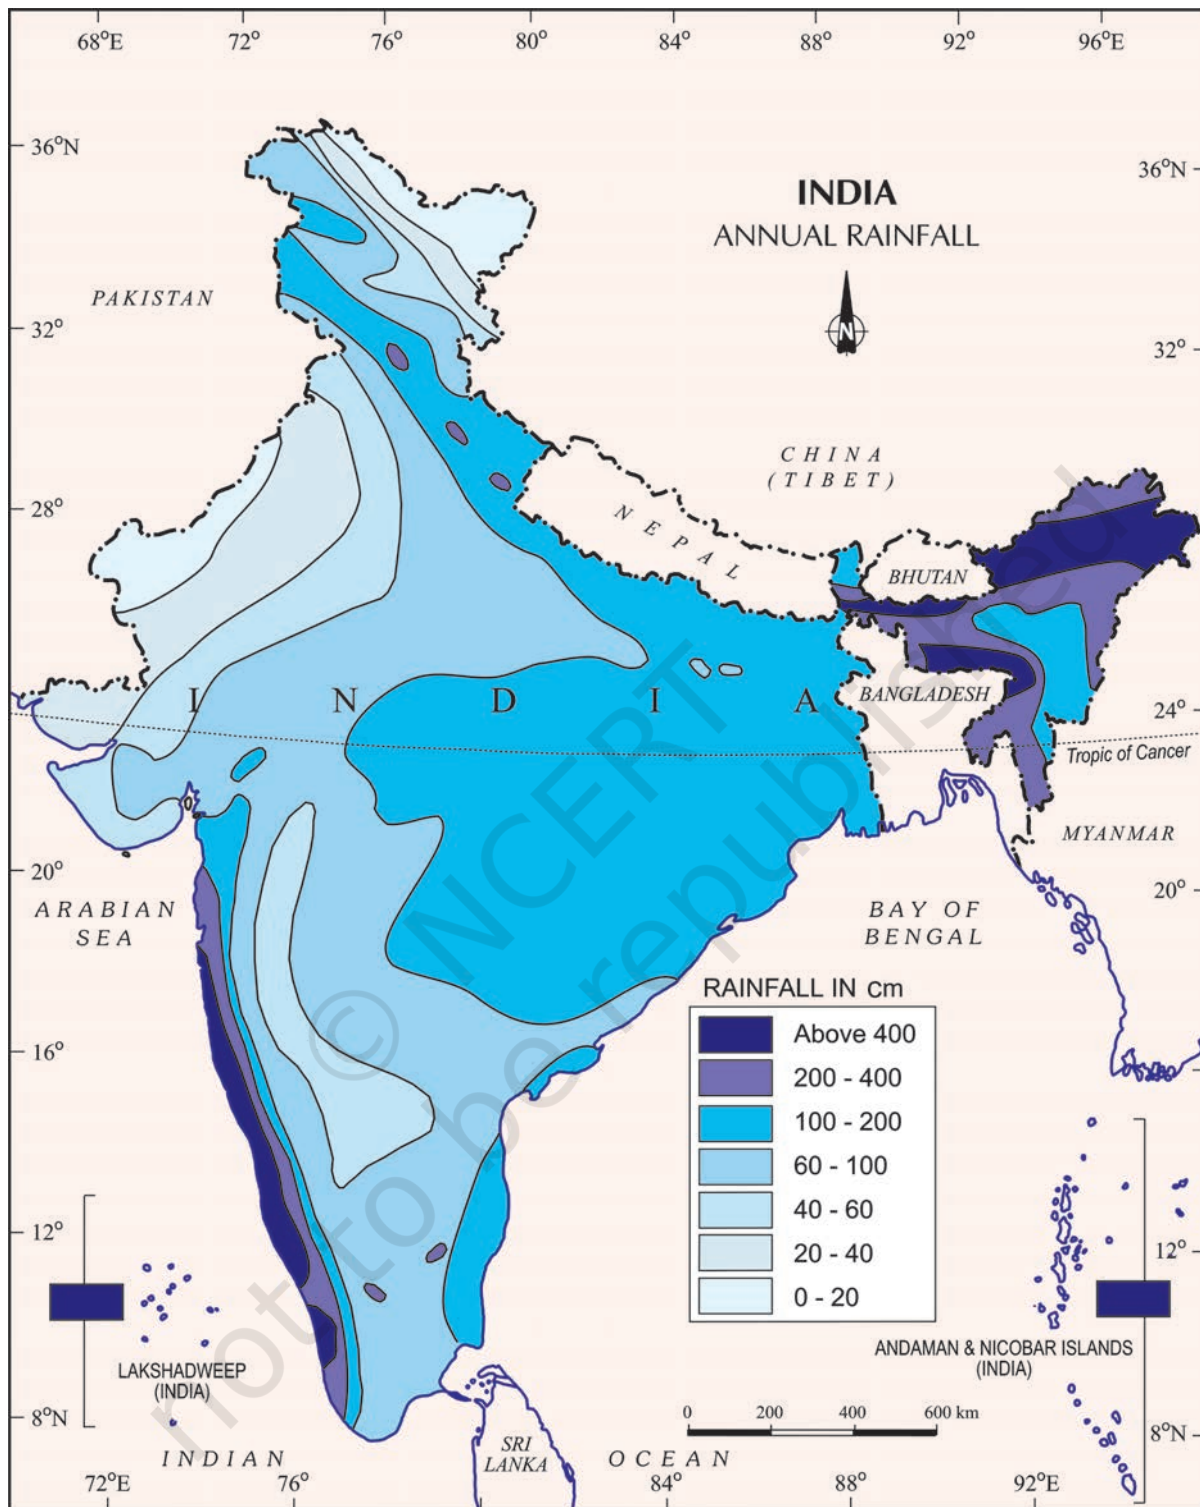 68°E 72° 76° 80° 84° 88° 92° 96°E
36°N
36°N
INDIA
ANNUAL RAINFALL
N
PAKISTAN
32°
32°
CHINA
(TIBET)
28°
NEPAL
BHUTAN
I N D I A
BANGLADESH
24°
Tropic of Cancer
MYANMAR
20°
20°
ARABIAN
SEA
BAY OF
BENGAL
© NCERT
not to be republished
RAINFALL IN cm
Above 400
200 - 400
100 - 200
60 - 100
40 - 60
20 - 40
0 - 20
16°
12°
12°
LAKSHADWEEP
(INDIA)
ANDAMAN & NICOBAR ISLANDS
(INDIA)
8°N
8°N
0 200 400 600 km
INDIAN OCEAN
SRI
LANKA
72°E 76° 84° 88° 92°E